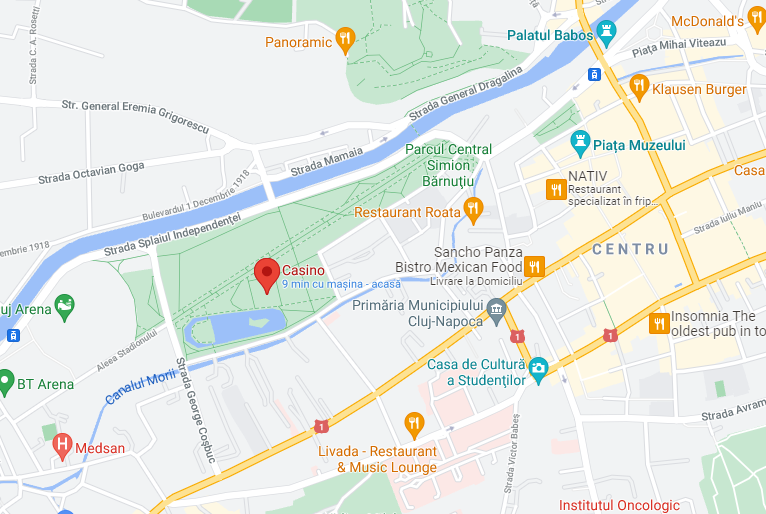 Strada C. A. Rosetti
Panoramic
Palatul Babos
McDonald's
Piața Mihai Viteazu
Strada General Dragalina
Klausen Burger
Str. General Eremia Grigorescu
Piața Muzeului
Parcul Central
Simion
Bărnuțiu
Strada Mamaia
Strada Octavian Goga
NATIV
Restaurant
specializat în frip...
Casa
Bulevardul 1 Decembrie 1918
Restaurant Roata
Strada Iuliu Maniu
Strada Splaiul Independenței
embrie 1918
CENTRU
Sancho Panza
Bistro Mexican Food
Livrare la Domiciliu
Casino
9 min cu mașina - acasă
Primăria Municipiului
Cluj-Napoca
uj Arena
Insomnia The
oldest pub in to
1
1
Aleea Stadionului
Casa de Cultură
a Studenților
Canalul Morii
BT Arena
Strada George Coșbuc
Strada Avram
1
Medsan
Livada - Restaurant
& Music Lounge
Strada Victor Babeș
Institutul Oncologic